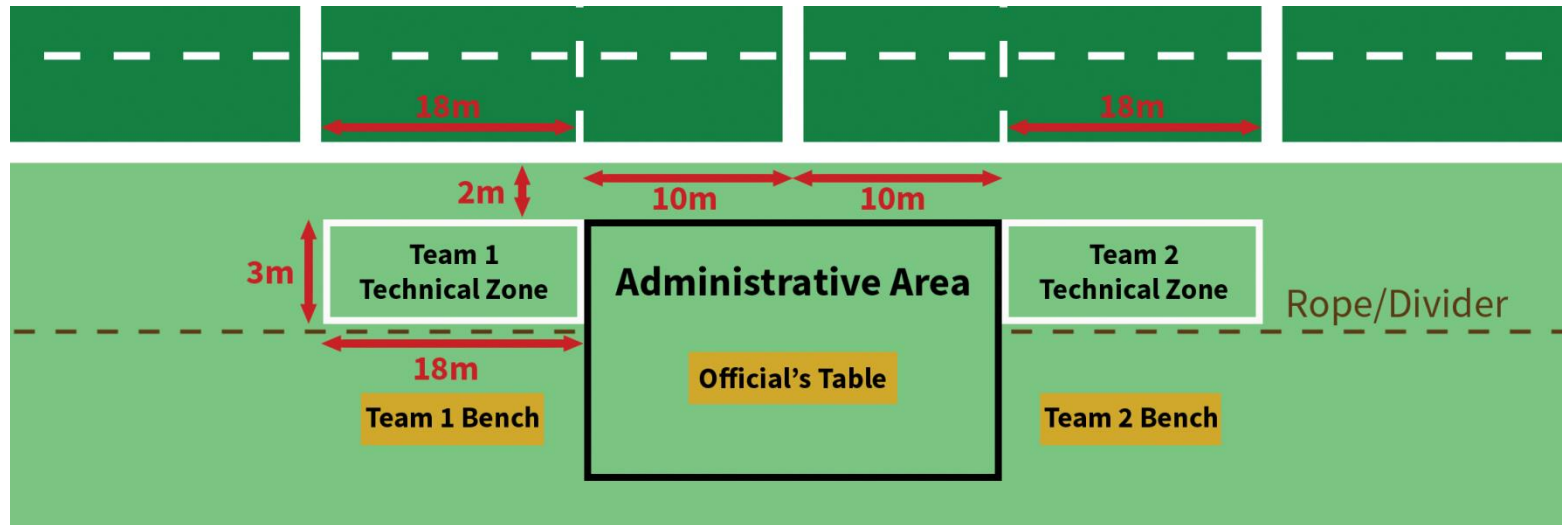 18m
18m
2m
10m
10m
3m
Team 1
Technical Zone
Administrative Area
Team 2
Technical Zone
Rope/Divider
18m
Official's Table
Team 1 Bench
Team 2 Bench